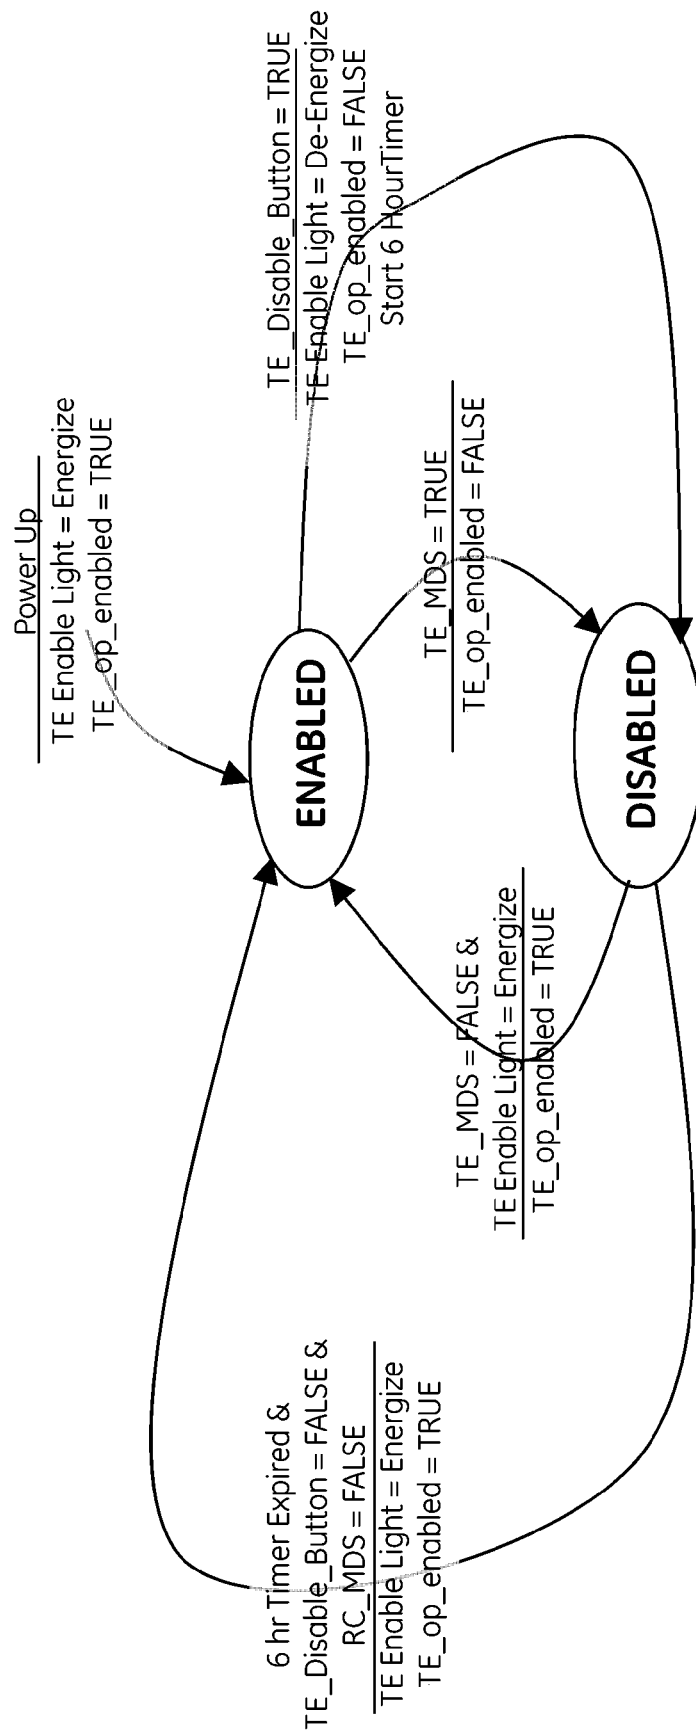 Power Up
TE Enable Light = Energize
TE_op_enabled = TRUE
TE_Disable_Button = TRUE
TE Enable Light = De-Energize
TE_op_enabled = FALSE
Start 6 HourTimer
ENABLED
TE_MDS = TRUE
TE_op_enabled = FALSE
TE_MDS = FALSE &
TE Enable Light = Energize
TE_op_enabled = TRUE
DISABLED
6 hr Timer Expired &
TE_Disable_Button = FALSE &
RC_MDS = FALSE
TE Enable Light = Energize
TE_op_enabled = TRUE